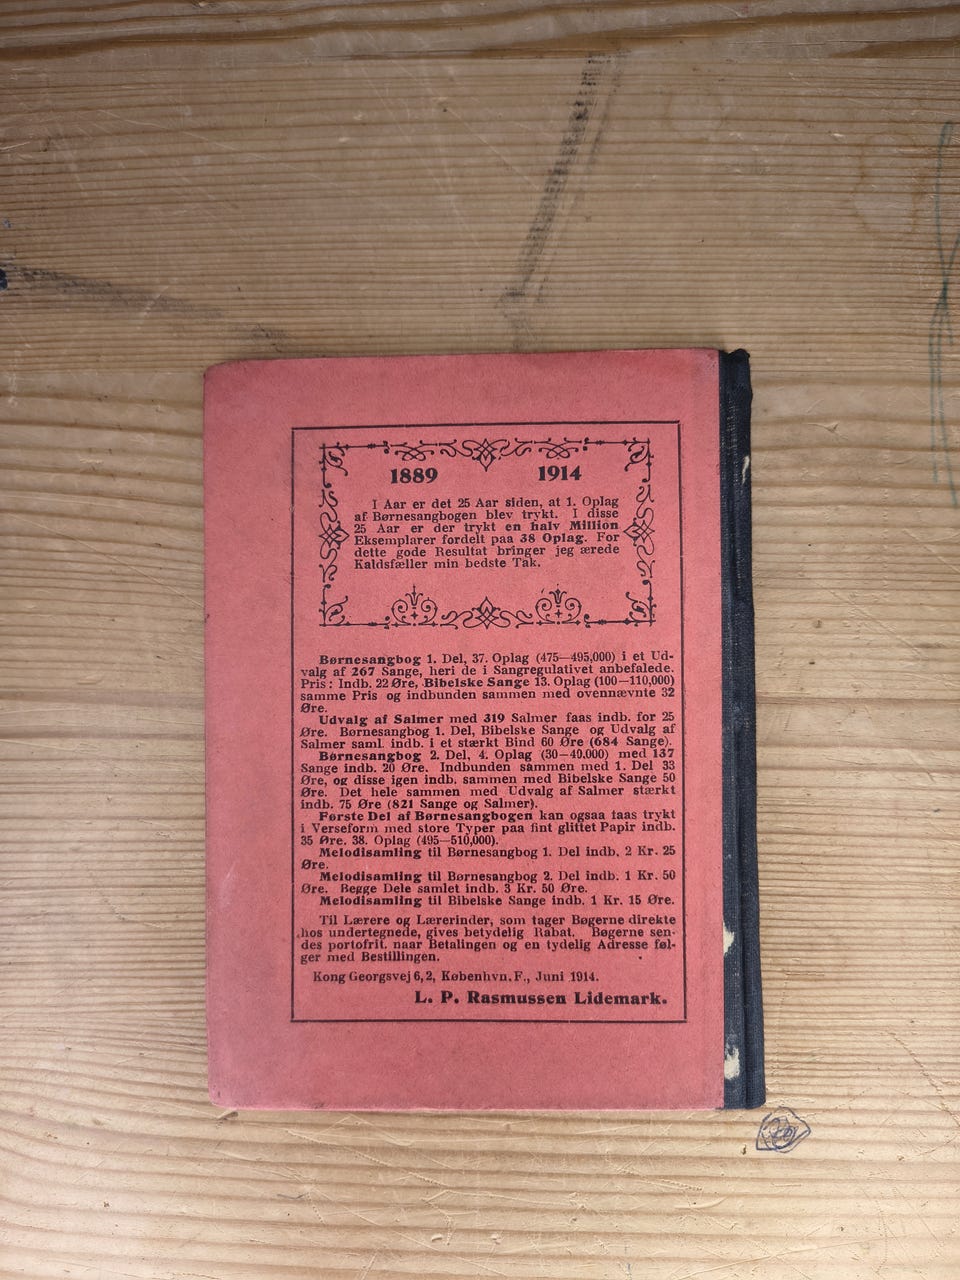 1889 1914
I Aar er det 25 Aar siden, at 1. Oplag
af Børnesangbogen blev trykt. I disse
25 Aar er der trykt en halv Million
Eksemplarer fordelt paa 38 Oplag. For
dette gode Resultat bringer jeg ærede
Kaldsfæller min bedste Tak.
Børnesangbog 1. Del, 37. Oplag (475—495,000) i et Ud-
valg af 267 Sange, heri de i Sangregulativet anbefalede.
Pris: Indb. 22 Øre, Bibelske Sange 13. Oplag (100—110,000)
samme Pris og indbunden sammen med ovennævnte 32
Øre.
Udvalg af Salmer med 319 Salmer faas indb. for 25
Øre. Børnesangbog 1. Del, Bibelske Sange og Udvalg af
Salmer saml. indb. i et stærkt Bind 60 Øre (684 Sange).
Børnesangbog 2. Del, 4. Oplag (30—49.000) med 137
Sange indb. 20 Øre. Indbunden sammen med 1. Del 33
Øre, og disse igen indb. sammen med Bibelske Sange 50
Øre. Det hele sammen med Udvalg af Salmer stærkt
indb. 75 Øre (821 Sange og Salmer).
Første Del af Børnesangbogen kan ogsaa faas trykt
i Verseform med store Typer paa fint glittet Papir indb.
35 Øre. 38. Oplag (495—510,000).
Melodisamling til Børnesangbog 1. Del indb. 2 Kr. 25
Øre.
Melodisamling til Børnesangbog 2. Del indb. 1 Kr. 50
Øre. Begge Dele samlet indb. 3 Kr. 50 Øre.
Melodisamling til Bibelske Sange indb. 1 Kr. 15 Øre.
Til Lærere og Lærerinder, som tager Bøgerne direkte
hos undertegnede, gives betydelig Rabat. Bøgerne sen-
des portofrit, naar Betalingen og en tydelig Adresse føl-
ger med Bestillingen.
Kong Georgsvej 6,2, Københvn. F., Juni 1914.
L. P. Rasmussen Lidemark.